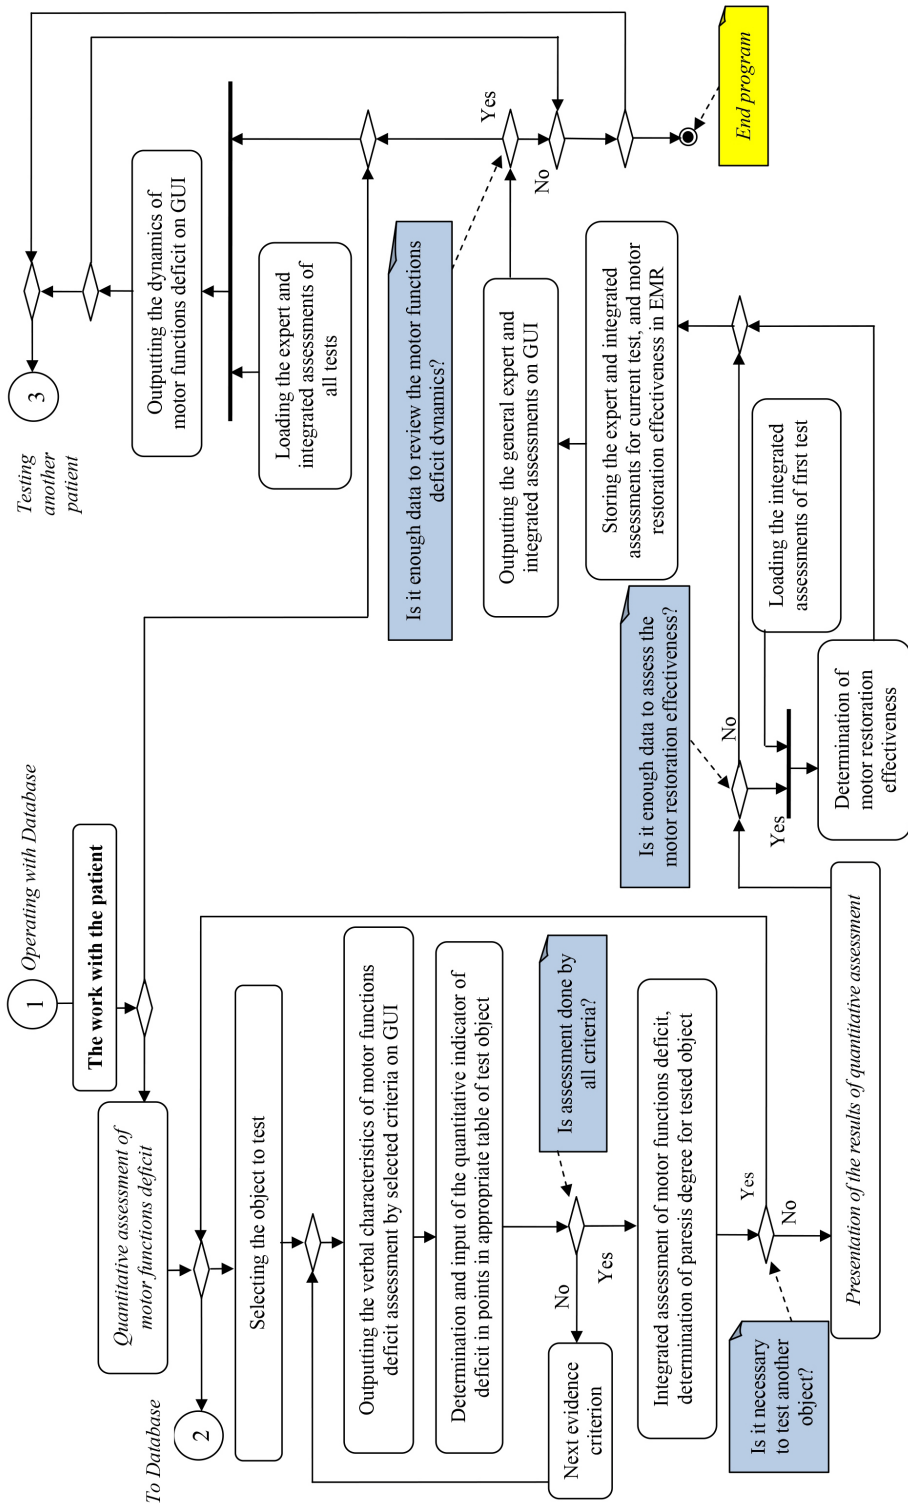 1
Operating with Database
The work with the patient
Quantitative assessment of
motor functions deficit
To Database
2
Selecting the object to test
Outputting the verbal characteristics of motor functions
deficit assessment by selected criteria on GUI
Determination and input of the quantitative indicator of
deficit in points in appropriate table of test object
Is assessment done by
all criteria?
No
Yes
Next evidence
criterion
Integrated assessment of motor functions deficit,
determination of paresis degree for tested object
Yes
No
Is it necessary
to test another
object?
Presentation of the results of quantitative assessment
Testing
another
patient
3
Outputting the dynamics of
motor functions deficit on GUI
Loading the expert and
integrated assessments of
all tests
Is it enough data to review the motor functions
deficit dynamics?
Yes
No
Outputting the general expert and
integrated assessments on GUI
Storing the expert and integrated
assessments for current test, and motor
restoration effectiveness in EMR
End program
Is it enough data to assess the
motor restoration effectiveness?
No
Yes
Loading the integrated
assessments of first test
Determination of
motor restoration
effectiveness